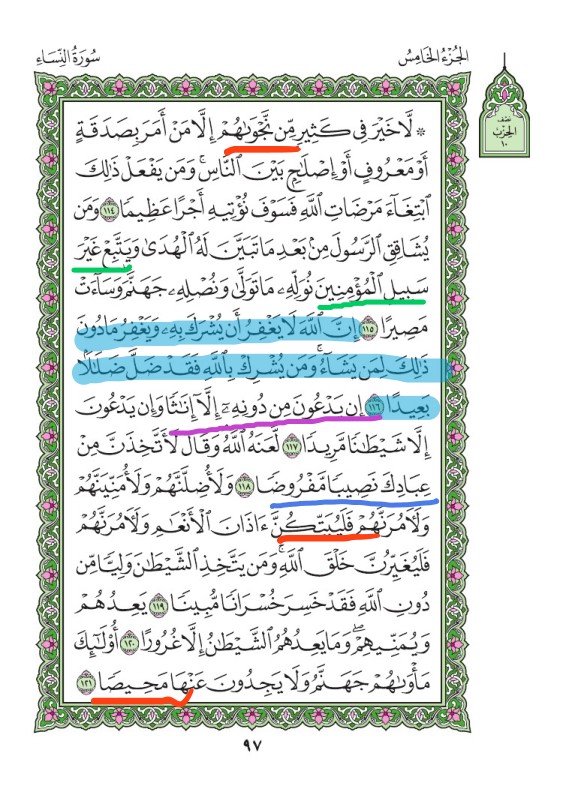 الجُزْءُ الخَامِسُ
سُورَةُ النِّسَاءِ
نِصْف
الحِزْبِ
١٠
۞ لَّا خَيْرَ فِى كَثِيرٍ مِّن نَّجْوَىٰهُمْ إِلَّا مَنْ أَمَرَ بِصَدَقَةٍ
أَوْ مَعْرُوفٍ أَوْ إِصْلَٰحٍۭ بَيْنَ ٱلنَّاسِۚ وَمَن يَفْعَلْ ذَٰلِكَ
ٱبْتِغَآءَ مَرْضَاتِ ٱللَّهِ فَسَوْفَ نُؤْتِيهِ أَجْرًا عَظِيمًا ١١٤ وَمَن
يُشَاقِقِ ٱلرَّسُولَ مِنۢ بَعْدِ مَا تَبَيَّنَ لَهُ ٱلْهُدَىٰ وَيَتَّبِعْ غَيْرَ
سَبِيلِ ٱلْمُؤْمِنِينَ نُوَلِّهِۦ مَا تَوَلَّىٰ وَنُصْلِهِۦ جَهَنَّمَۖ وَسَآءَتْ
مَصِيرًا ١١٥ إِنَّ ٱللَّهَ لَا يَغْفِرُ أَن يُشْرَكَ بِهِۦ وَيَغْفِرُ مَا دُونَ
ذَٰلِكَ لِمَن يَشَآءُۚ وَمَن يُشْرِكْ بِٱللَّهِ فَقَدْ ضَلَّ ضَلَٰلًۢا
بَعِيدًا ١١٦ إِن يَدْعُونَ مِن دُونِهِۦٓ إِلَّآ إِنَٰثًا وَإِن يَدْعُونَ
إِلَّا شَيْطَٰنًا مَّرِيدًا ١١٧ لَّعَنَهُ ٱللَّهُۘ وَقَالَ لَأَتَّخِذَنَّ مِنْ
عِبَادِكَ نَصِيبًا مَّفْرُوضًا ١١٨ وَلَأُضِلَّنَّهُمْ وَلَأُمَنِّيَنَّهُمْ
وَلَءَامُرَنَّهُمْ فَلَيُبَتِّكُنَّ ءَاذَانَ ٱلْأَنْعَٰمِ وَلَءَامُرَنَّهُمْ
فَلَيُغَيِّرُنَّ خَلْقَ ٱللَّهِۚ وَمَن يَتَّخِذِ ٱلشَّيْطَٰنَ وَلِيًّا مِّن
دُونِ ٱللَّهِ فَقَدْ خَسِرَ خُسْرَانًا مُّبِينًا ١١٩ يَعِدُهُمْ
وَيُمَنِّيهِمْۖ وَمَا يَعِدُهُمُ ٱلشَّيْطَٰنُ إِلَّا غُرُورًا ١٢٠ أُو۟لَٰٓئِكَ
مَأْوَىٰهُمْ جَهَنَّمُ وَلَا يَجِدُونَ عَنْهَا مَحِيصًا ١٢١
٩٧